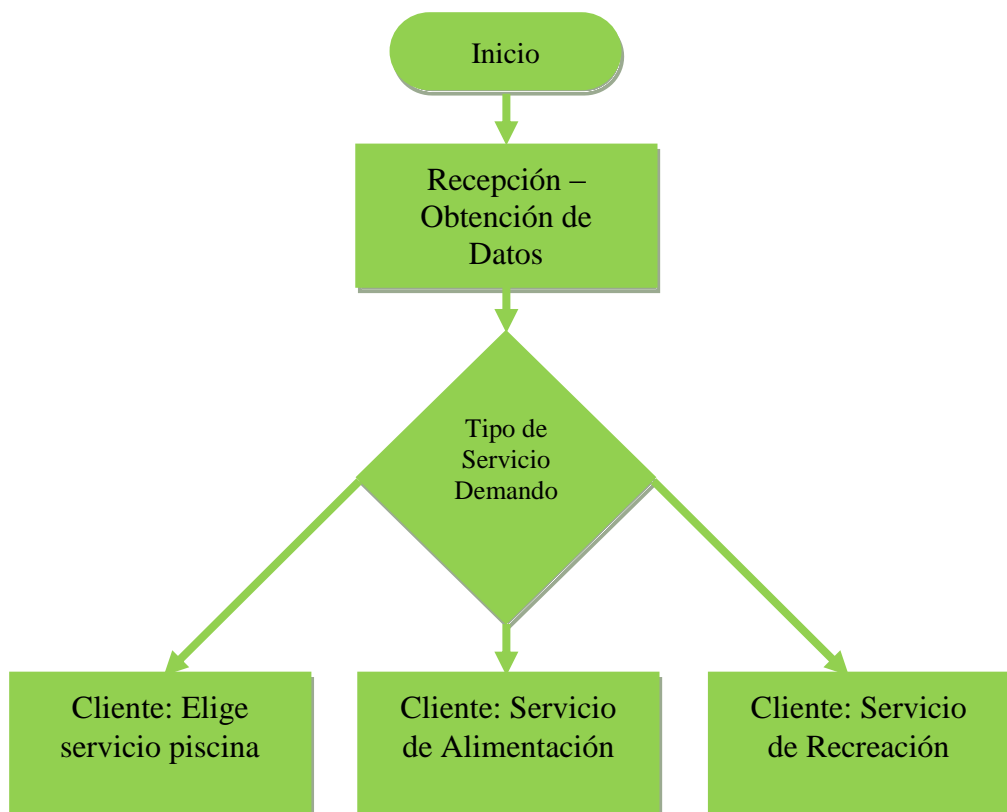 Inicio
Recepción –
Obtención de
Datos
Tipo de
Servicio
Demando
Cliente: Elige
servicio piscina
Cliente: Servicio
de Alimentación
Cliente: Servicio
de Recreación